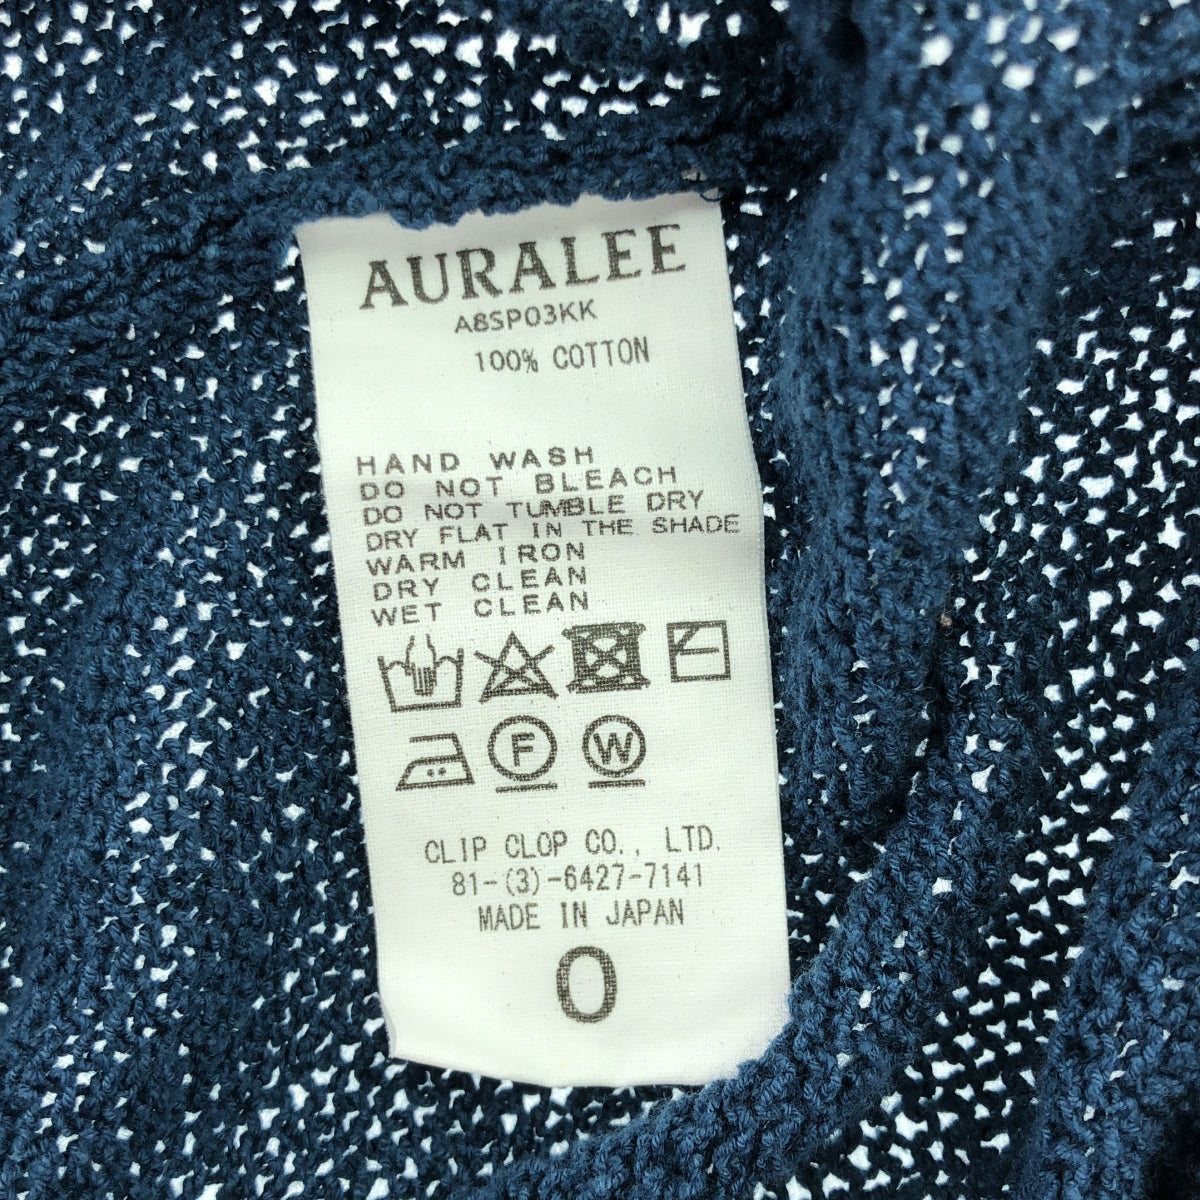 AURALEE
A8SP03KK
100% COTTON
HAND WASH
DO NOT BLEACH
DO NOT TUMBLE DRY
DRY FLAT IN THE SHADE
WARM IRON
DRY CLEAN
WET CLEAN
F W
CLIP CLOP CO., LTD.
81-(3)-6427-7141
MADE IN JAPAN
0